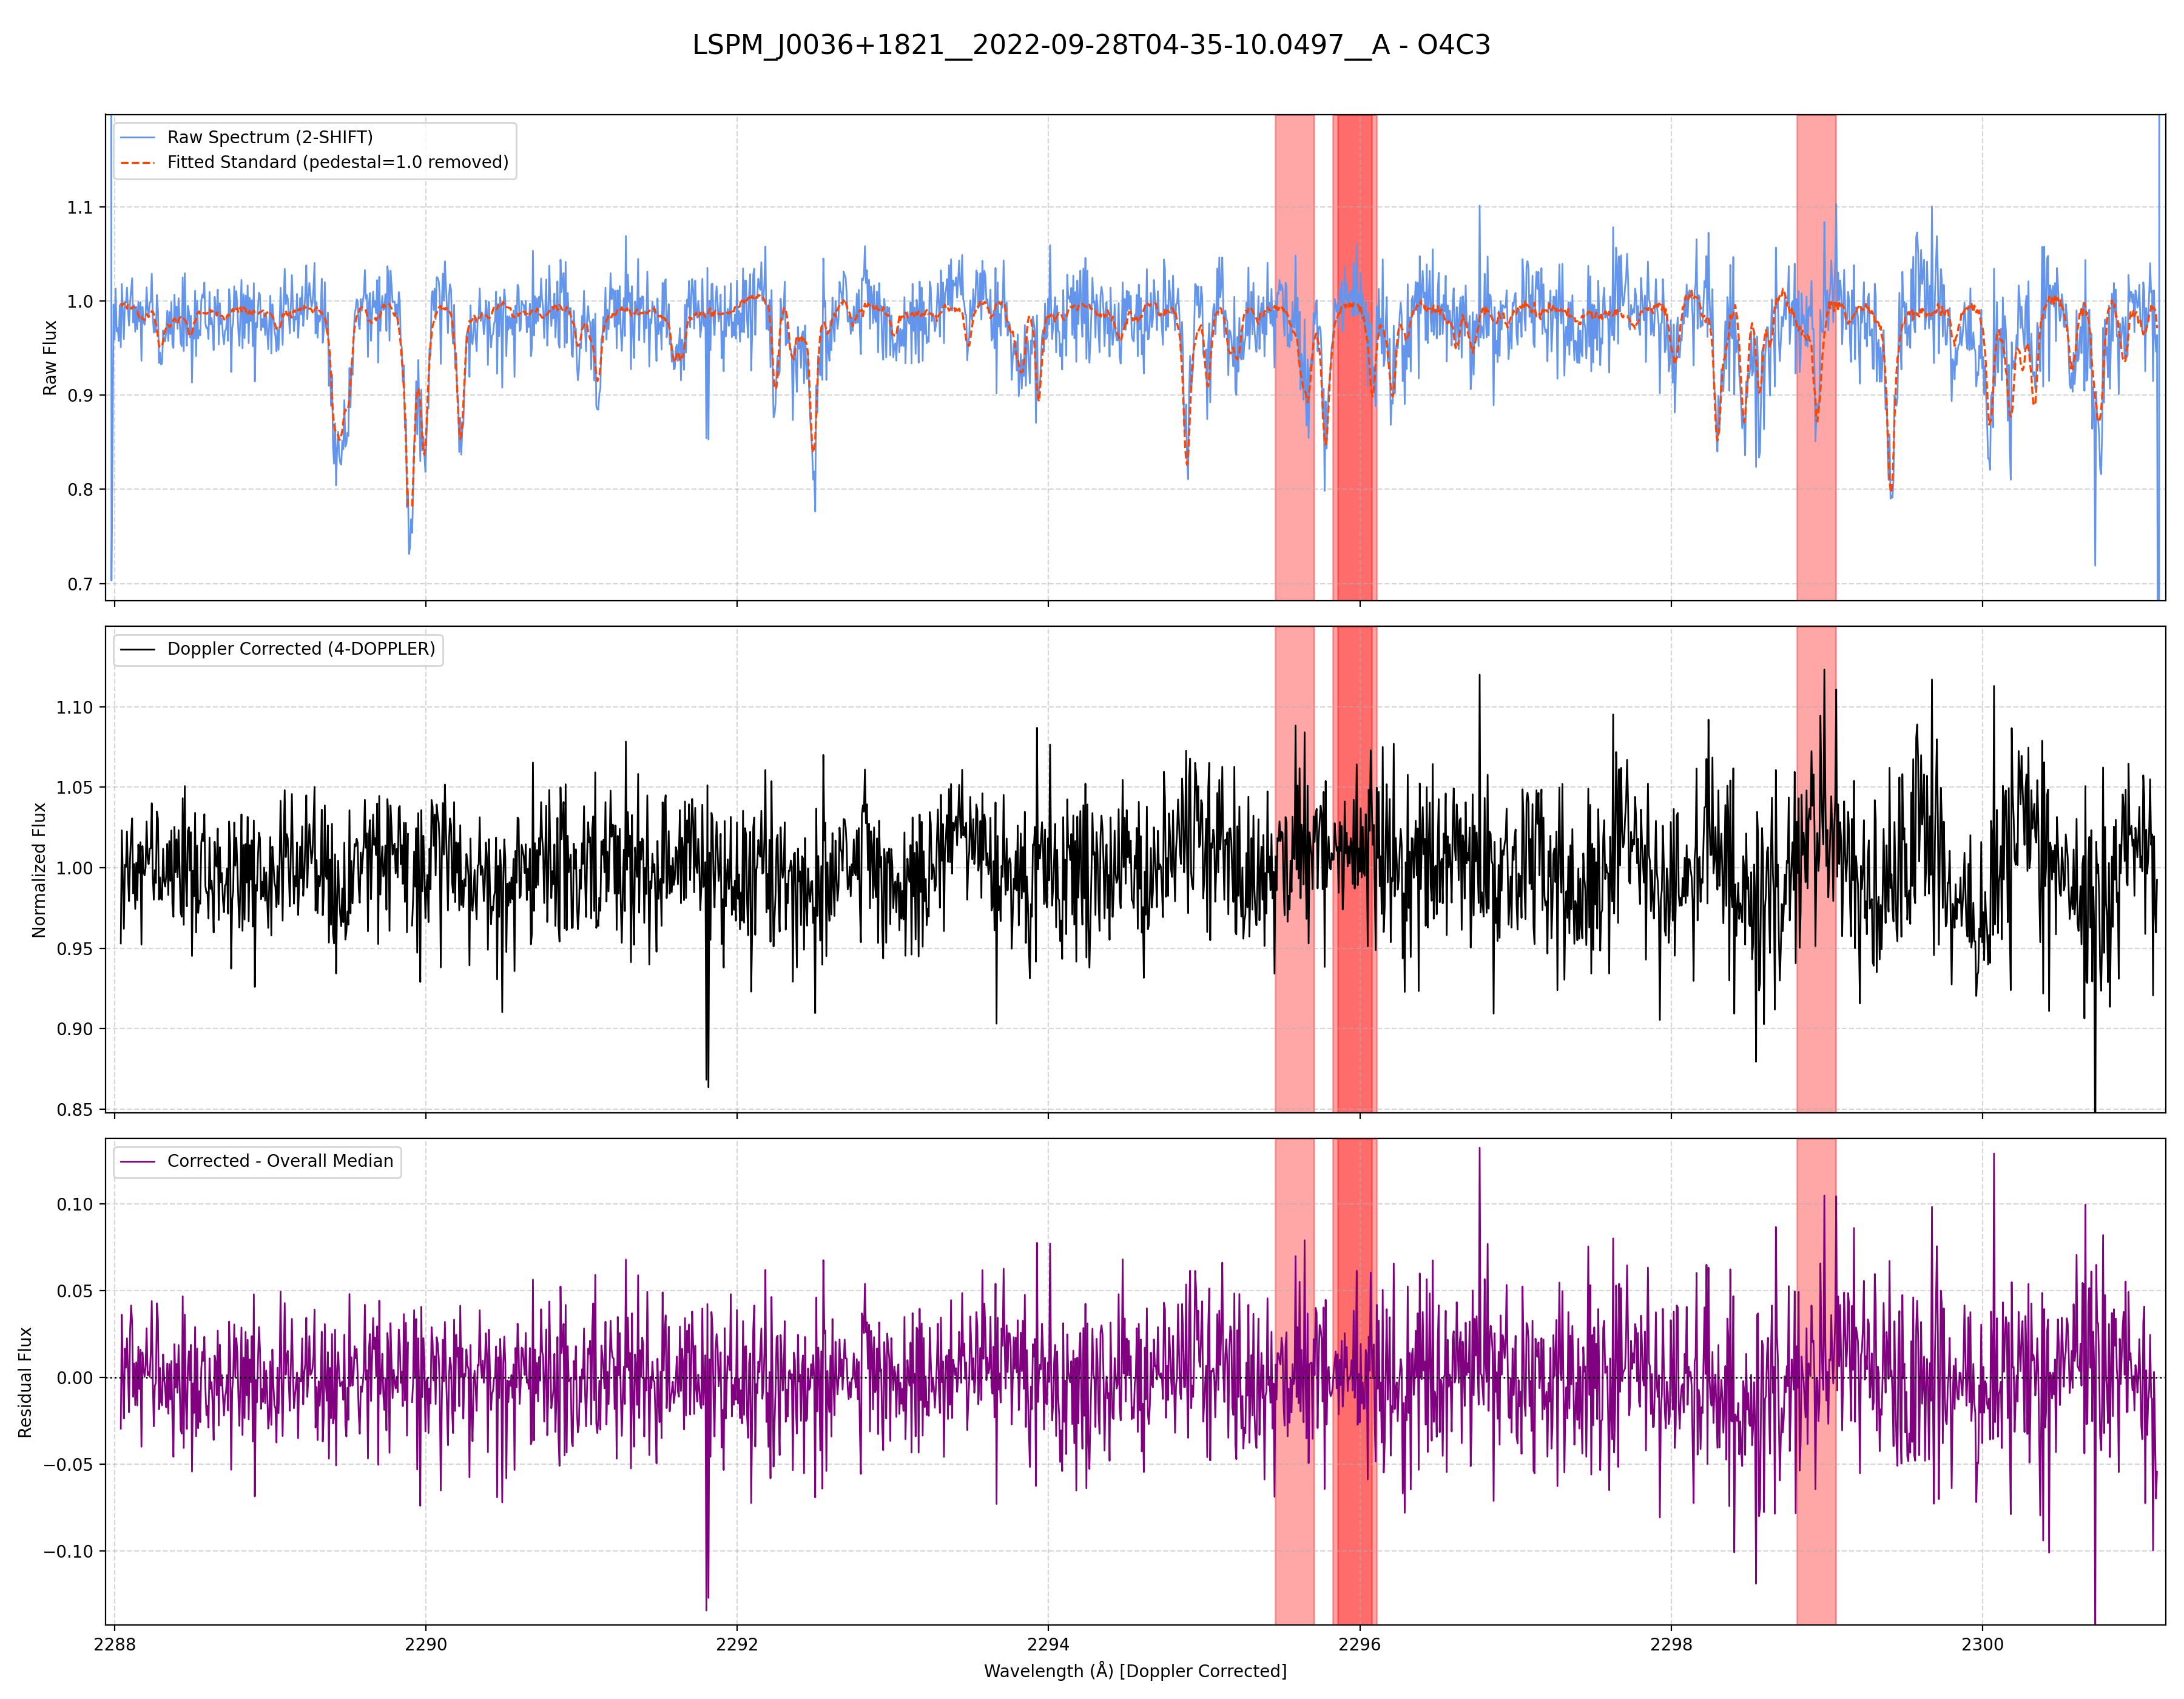 LSPM_J0036+1821__2022-09-28T04-35-10.0497__A - O4C3
Raw Spectrum (2-SHIFT)
Fitted Standard (pedestal=1.0 removed)
Raw Flux
1.1
1.0
0.9
0.8
0.7
Doppler Corrected (4-DOPPLER)
Normalized Flux
1.10
1.05
1.00
0.95
0.90
0.85
Corrected - Overall Median
Residual Flux
0.10
0.05
0.00
−0.05
−0.10
2288 2290 2292 2294 2296 2298 2300
Wavelength (Å) [Doppler Corrected]